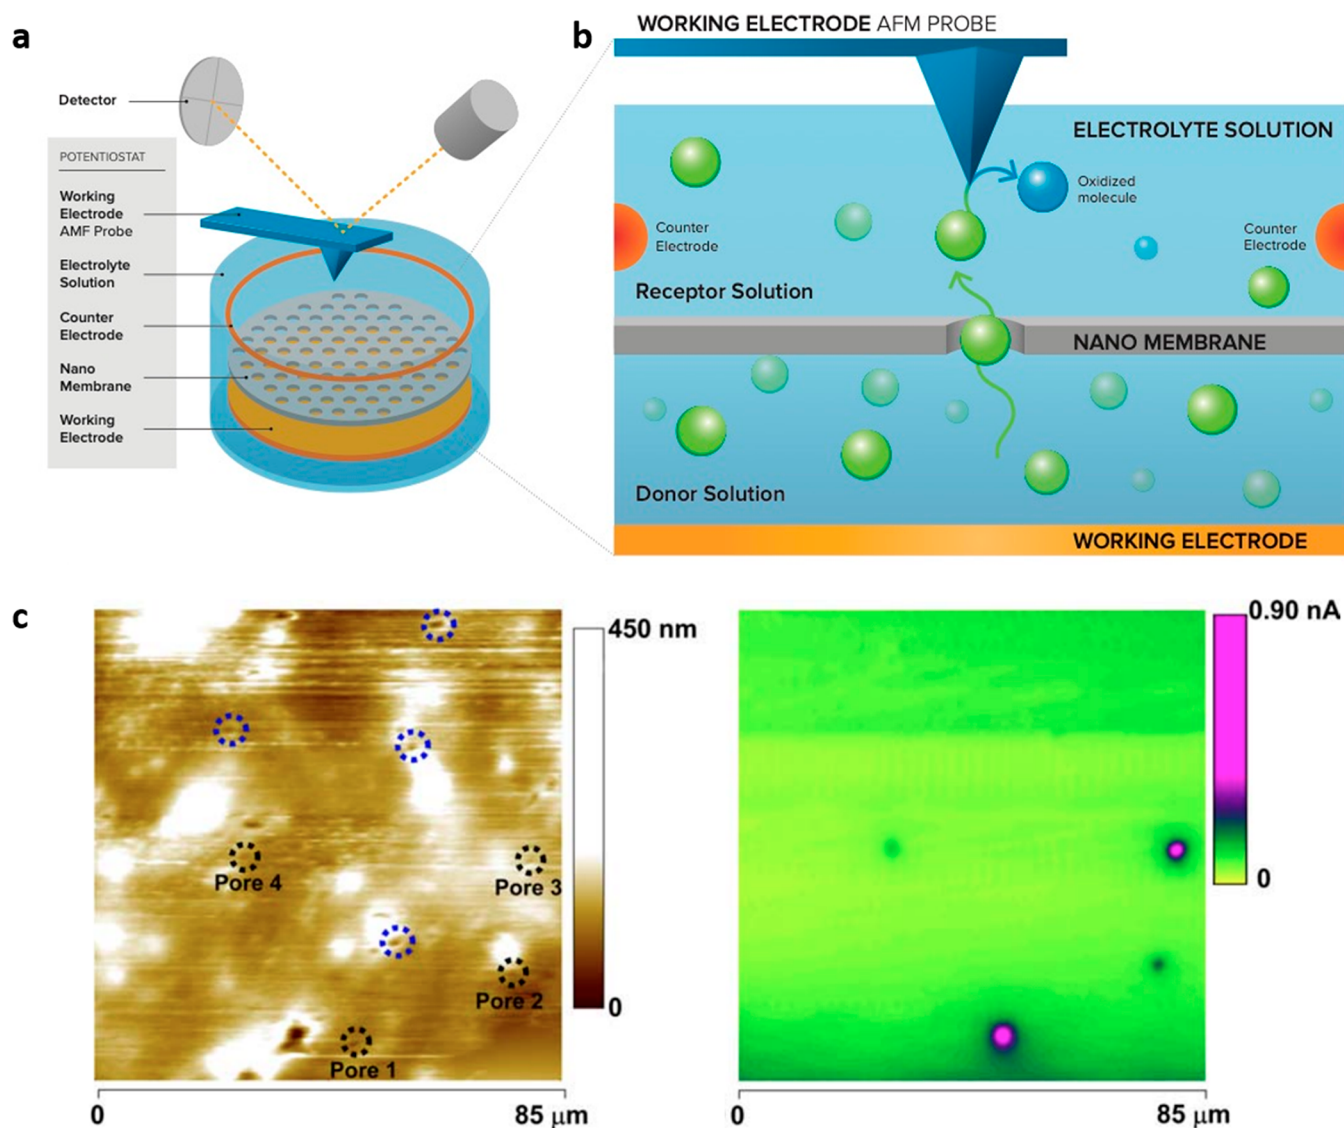 a
Detector
POTENTIOSTAT
Working
Electrode
AMF Probe
Electrolyte
Solution
Counter
Electrode
Nano
Membrane
Working
Electrode
b
WORKING ELECTRODE AFM PROBE
ELECTROLYTE SOLUTION
Oxidized
molecule
Counter
Electrode
Counter
Electrode
Receptor Solution
NANO MEMBRANE
Donor Solution
WORKING ELECTRODE
c
450 nm
0
Pore 4
Pore 3
Pore 2
Pore 1
0
85 μm
0.90 nA
0
0
85 μm